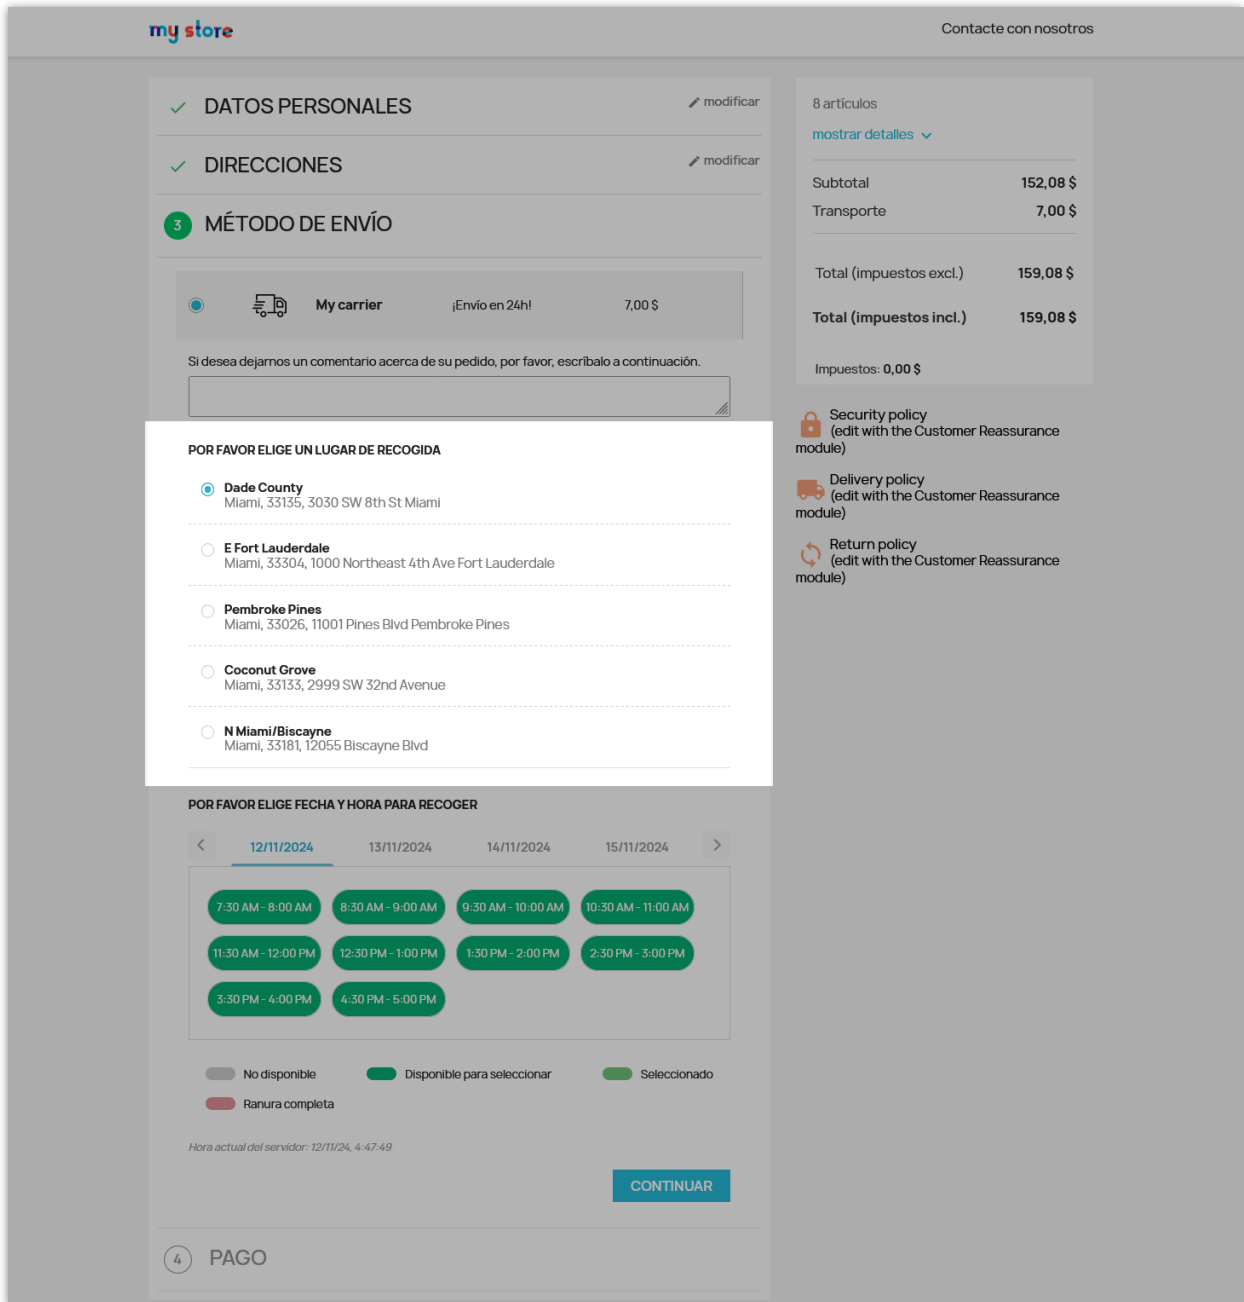 my store
Contacte con nosotros
DATOS PERSONALES
modificar
DIRECCIONES
modificar
3 MÉTODO DE ENVÍO
My carrier ¡Envío en 24h! 7,00 $
Si desea dejarnos un comentario acerca de su pedido, por favor, escríbalo a continuación.
POR FAVOR ELIGE UN LUGAR DE RECOGIDA
Dade County
Miami, 33135, 3030 SW 8th St Miami
E Fort Lauderdale
Miami, 33304, 1000 Northeast 4th Ave Fort Lauderdale
Pembroke Pines
Miami, 33026, 11001 Pines Blvd Pembroke Pines
Coconut Grove
Miami, 33133, 2999 SW 32nd Avenue
N Miami/Biscayne
Miami, 33181, 12055 Biscayne Blvd
POR FAVOR ELIGE FECHA Y HORA PARA RECOGER
12/11/2024 13/11/2024 14/11/2024 15/11/2024
7:30 AM - 8:00 AM 8:30 AM - 9:00 AM 9:30 AM - 10:00 AM 10:30 AM - 11:00 AM
11:30 AM - 12:00 PM 12:30 PM - 1:00 PM 1:30 PM - 2:00 PM 2:30 PM - 3:00 PM
3:30 PM - 4:00 PM 4:30 PM - 5:00 PM
No disponible Disponible para seleccionar Seleccionado
Ranura completa
Hora actual del servidor: 12/11/24, 4:47:49
CONTINUAR
4 PAGO
8 artículos
mostrar detalles
Subtotal 152,08 $
Transporte 7,00 $
Total (impuestos excl.) 159,08 $
Total (impuestos incl.) 159,08 $
Impuestos: 0,00 $
Security policy
(edit with the Customer Reassurance
module)
Delivery policy
(edit with the Customer Reassurance
module)
Return policy
(edit with the Customer Reassurance
module)